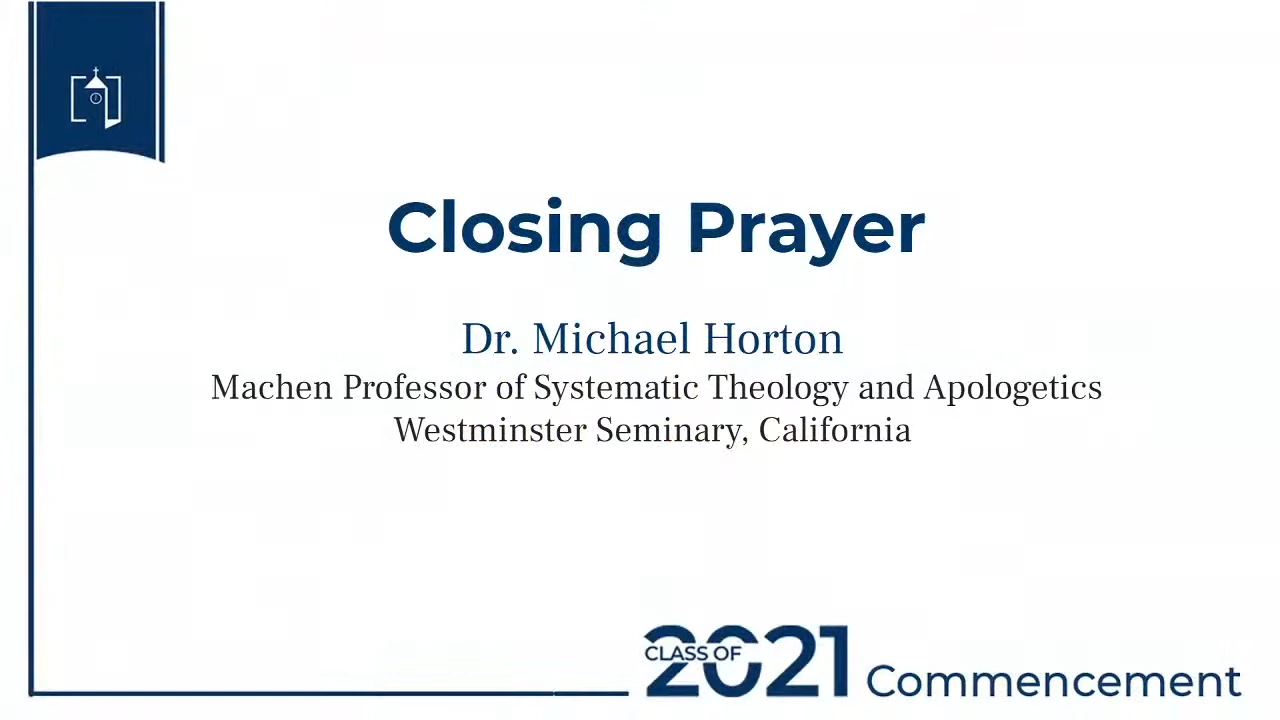 Closing Prayer
Dr. Michael Horton
Machen Professor of Systematic Theology and Apologetics
Westminster Seminary, California
CLASS OF
2021 Commencement